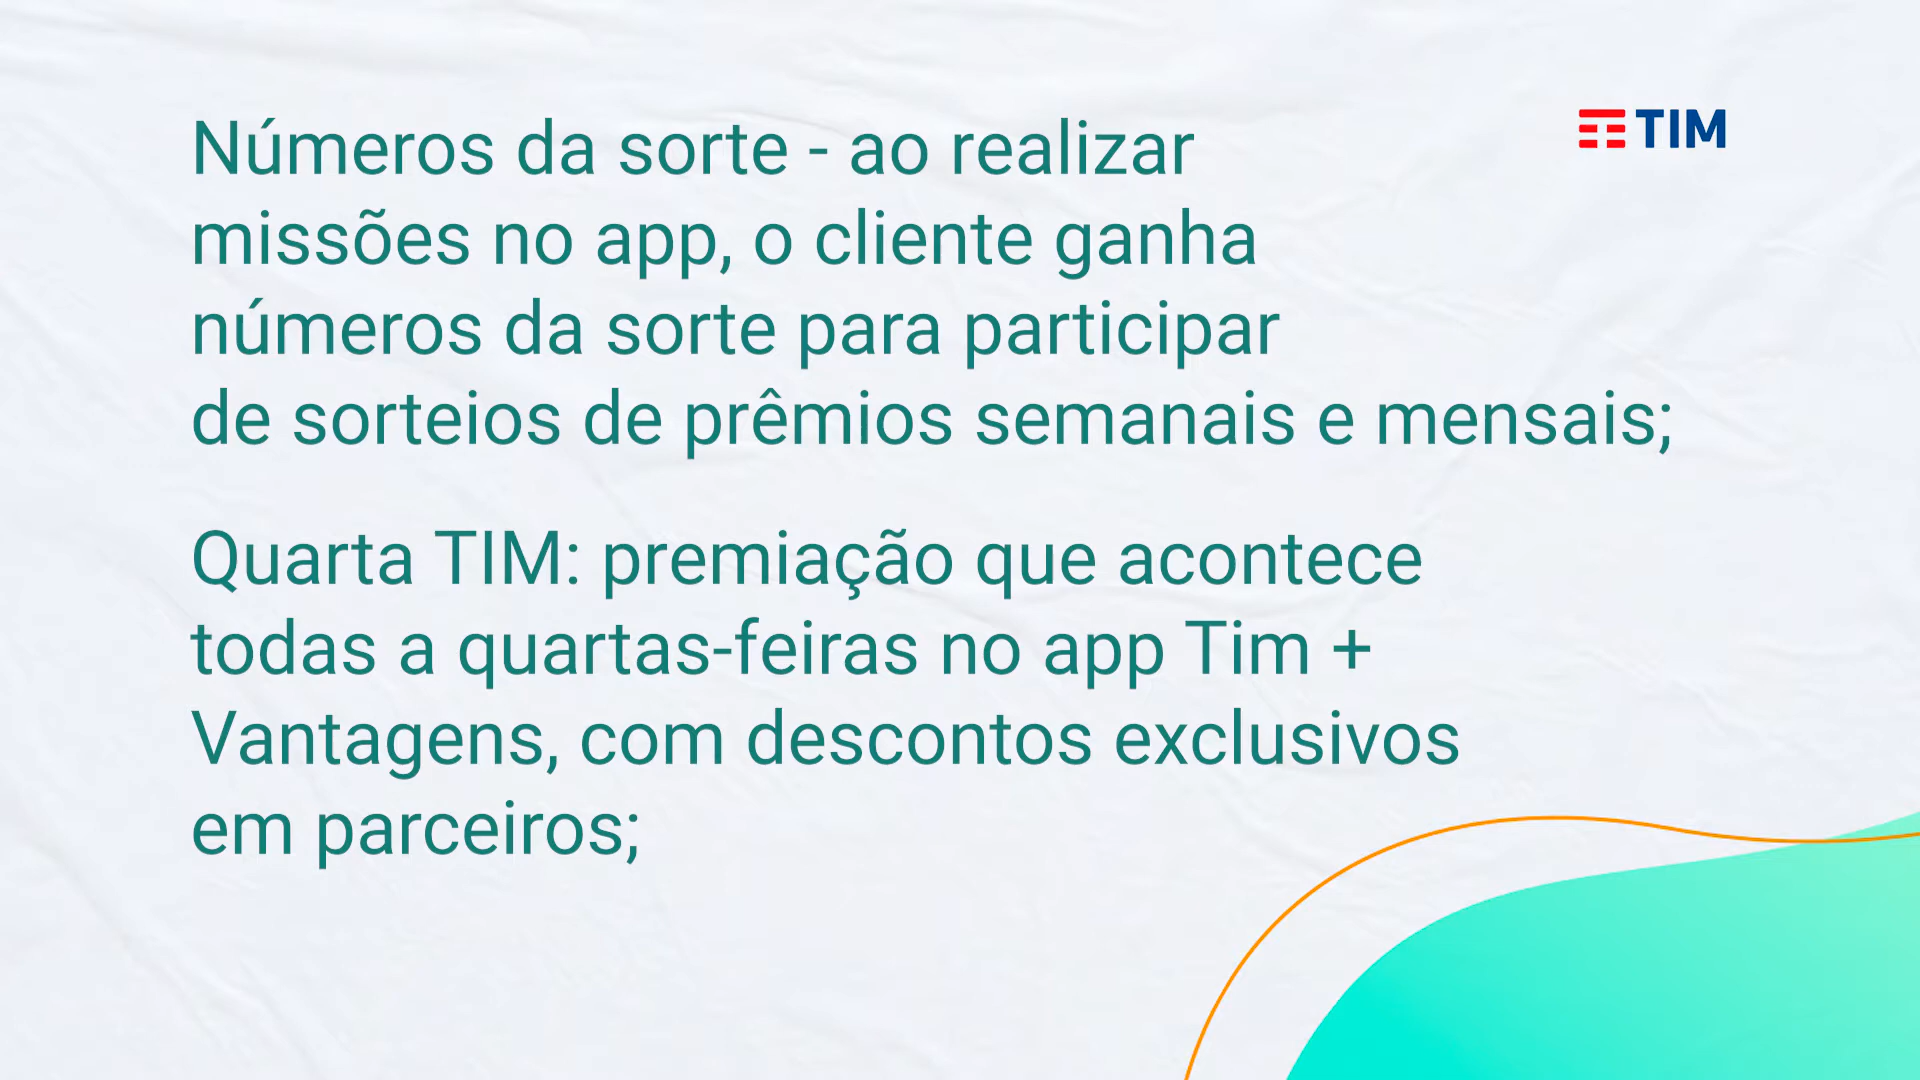 TIM
Números da sorte - ao realizar
missões no app, o cliente ganha
números da sorte para participar
de sorteios de prêmios semanais e mensais;
Quarta TIM: premiação que acontece
todas a quartas-feiras no app Tim +
Vantagens, com descontos exclusivos
em parceiros;